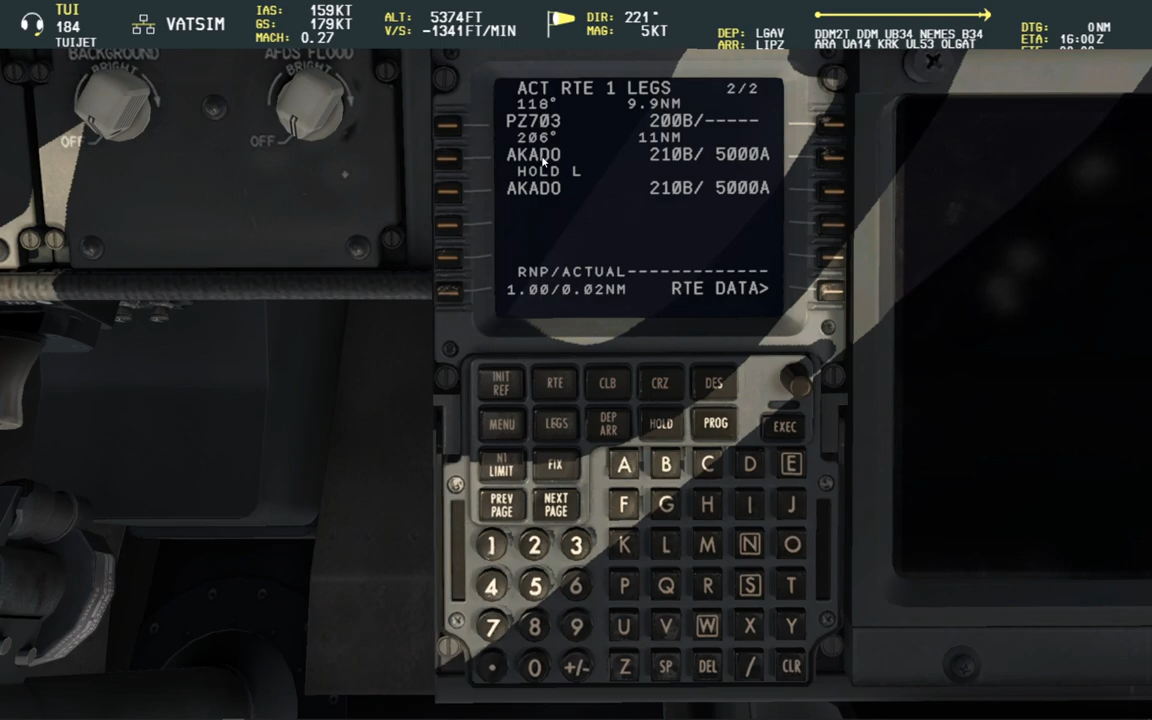 TUI
184
TUIJET
VATSIM
IAS: 159KT
GS: 179KT
MACH: 0.27
ALT: 5374FT
V/S: -1341FT/MIN
DIR: 221°
MAG: 5KT
DEP: LGAV
ARR: LIPZ
DDM2T DDM UB34 NEMES B34
ARA UA14 KRK UL53 OLGAT
DTG: 0NM
ETA: 16:00Z
BACKGROUND
BRIGHT
OFF
AFDS FLOOD
BRIGHT
OFF
ACT RTE 1 LEGS 2/2
118° 9.9NM
PZ703 200B/-----
206° 11NM
AKADO 210B/ 5000A
HOLD L
AKADO 210B/ 5000A
RNP/ACTUAL--------------
1.00/0.02NM RTE DATA>
INIT REF RTE CLB CRZ DES
MENU LEGS DEP ARR HOLD PROG EXEC
N1 LIMIT FIX A B C D E
PREV PAGE NEXT PAGE F G H I J
1 2 3 K L M N O
4 5 6 P Q R S T
7 8 9 U V W X Y
. 0 +/- Z SP DEL / CLR